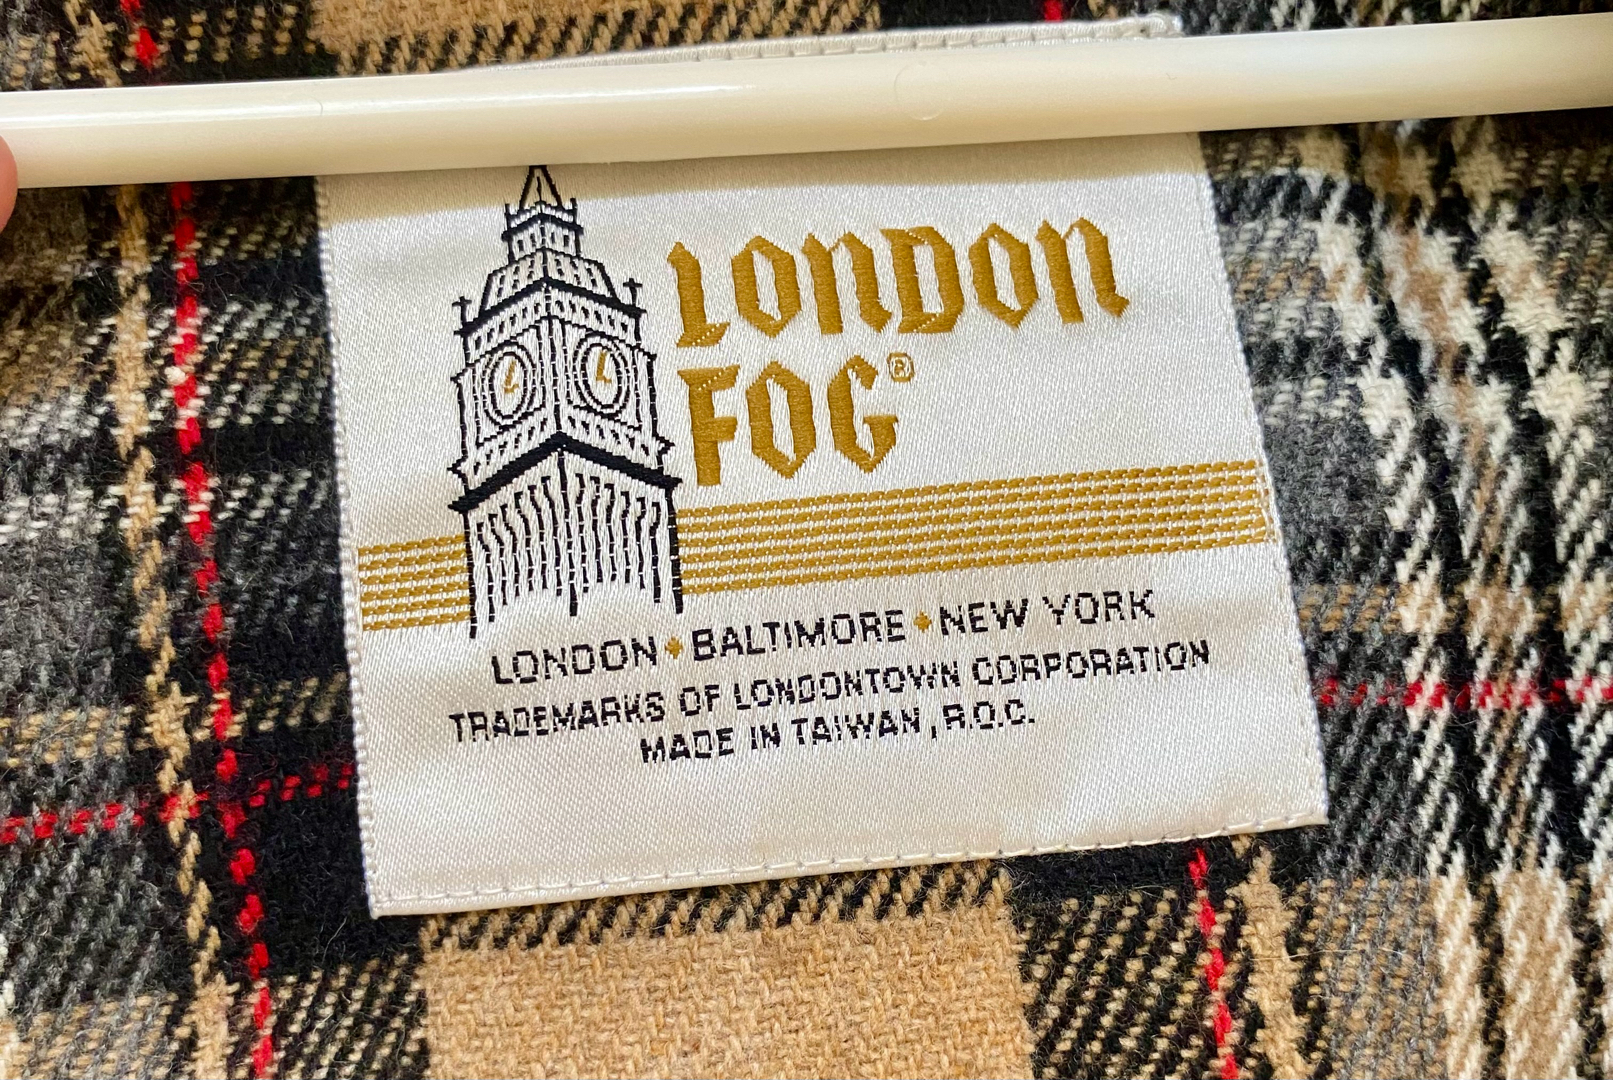 LONDON
FOG®
LONDON • BALTIMORE • NEW YORK
TRADEMARKS OF LONDONTOWN CORPORATION
MADE IN TAIWAN, R.O.C.